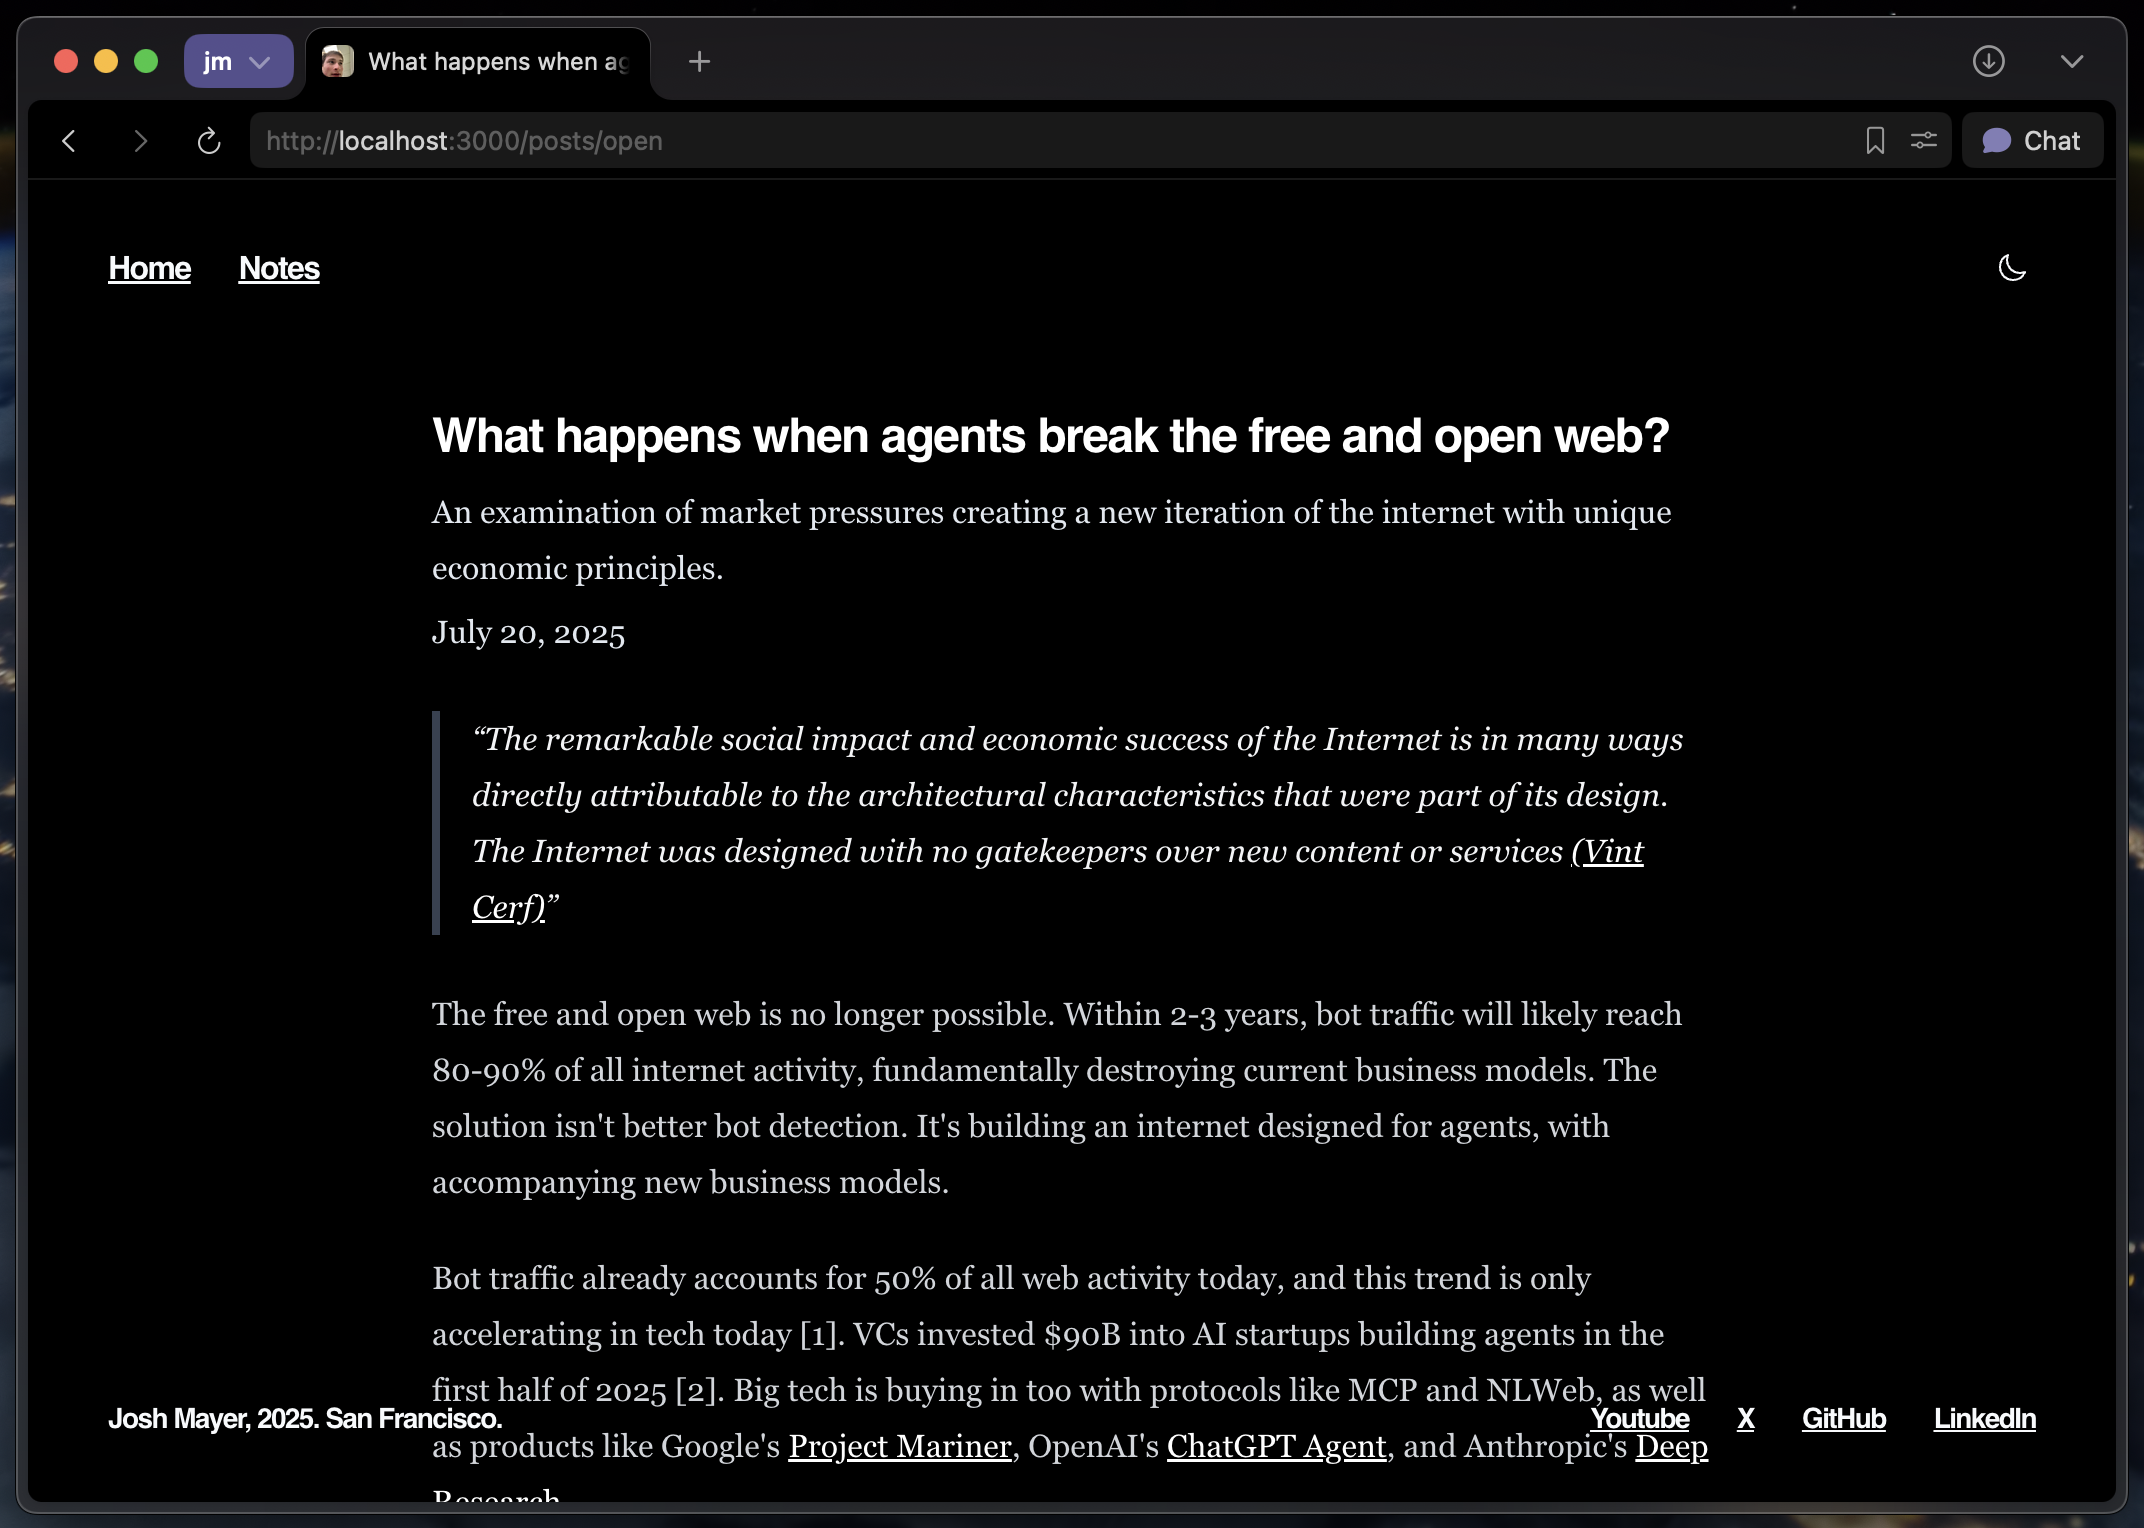 jm
What happens when ag
http://localhost:3000/posts/open
Chat
Home Notes
What happens when agents break the free and open web?
An examination of market pressures creating a new iteration of the internet with unique
economic principles.
July 20, 2025
“The remarkable social impact and economic success of the Internet is in many ways
directly attributable to the architectural characteristics that were part of its design.
The Internet was designed with no gatekeepers over new content or services (Vint
Cerf)”
The free and open web is no longer possible. Within 2-3 years, bot traffic will likely reach
80-90% of all internet activity, fundamentally destroying current business models. The
solution isn't better bot detection. It's building an internet designed for agents, with
accompanying new business models.
Bot traffic already accounts for 50% of all web activity today, and this trend is only
accelerating in tech today [1]. VCs invested $90B into AI startups building agents in the
first half of 2025 [2]. Big tech is buying in too with protocols like MCP and NLWeb, as well
as products like Google's Project Mariner, OpenAI's ChatGPT Agent, and Anthropic's Deep
Research
Josh Mayer, 2025. San Francisco.
Youtube X GitHub LinkedIn